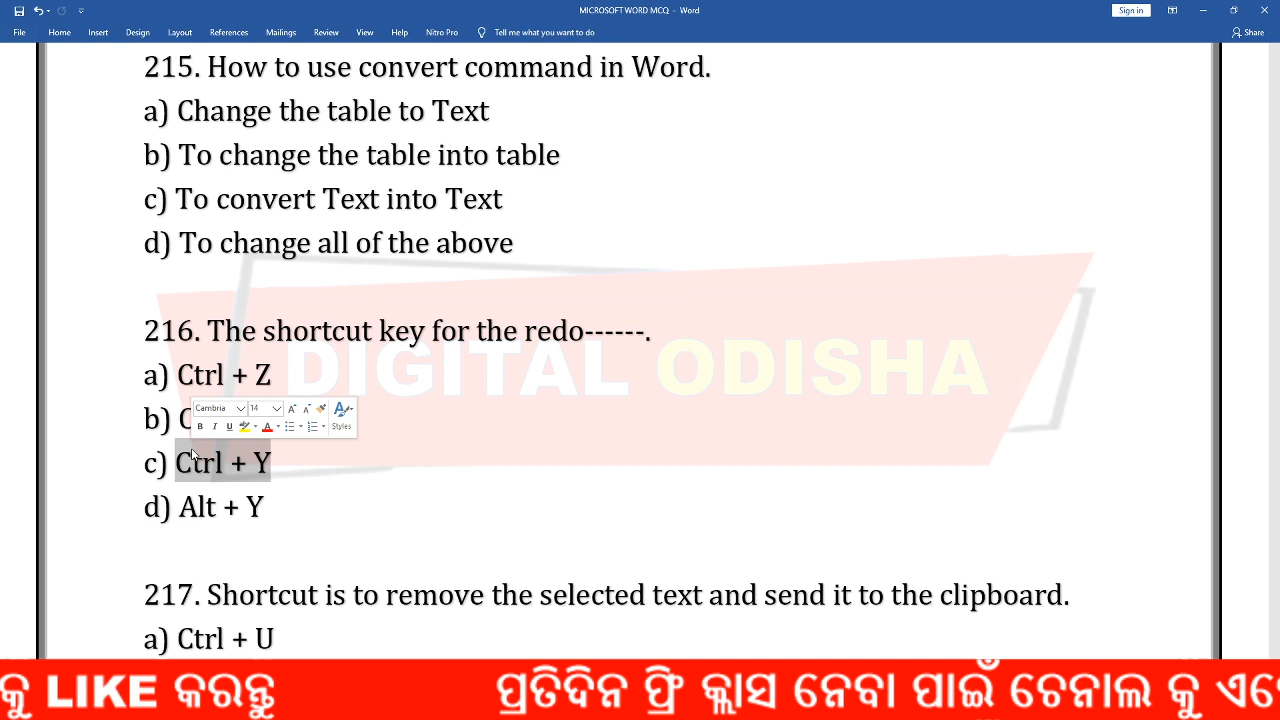 MICROSOFT WORD MCQ - Word
Sign in
File Home Insert Design Layout References Mailings Review View Help Nitro Pro Tell me what you want to do Share
215. How to use convert command in Word.
a) Change the table to Text
b) To change the table into table
c) To convert Text into Text
d) To change all of the above
216. The shortcut key for the redo------.
DIGITAL ODISHA
a) Ctrl + Z
Cambria 14
b) C
B I U Styles
c) Ctrl + Y
d) Alt + Y
217. Shortcut is to remove the selected text and send it to the clipboard.
a) Ctrl + U
କୁ LIKE କରନ୍ତୁ ପ୍ରତିଦିନ ଫ୍ରି କ୍ଲାସ ନେବା ପାଇଁ ଚେନାଲ କୁ